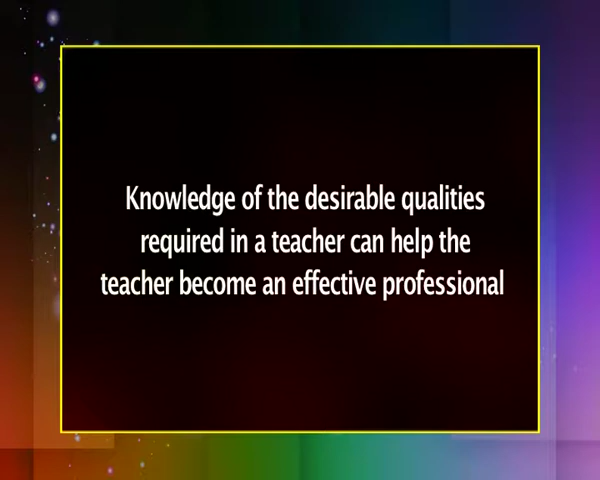 Knowledge of the desirable qualities
required in a teacher can help the
teacher become an effective professional